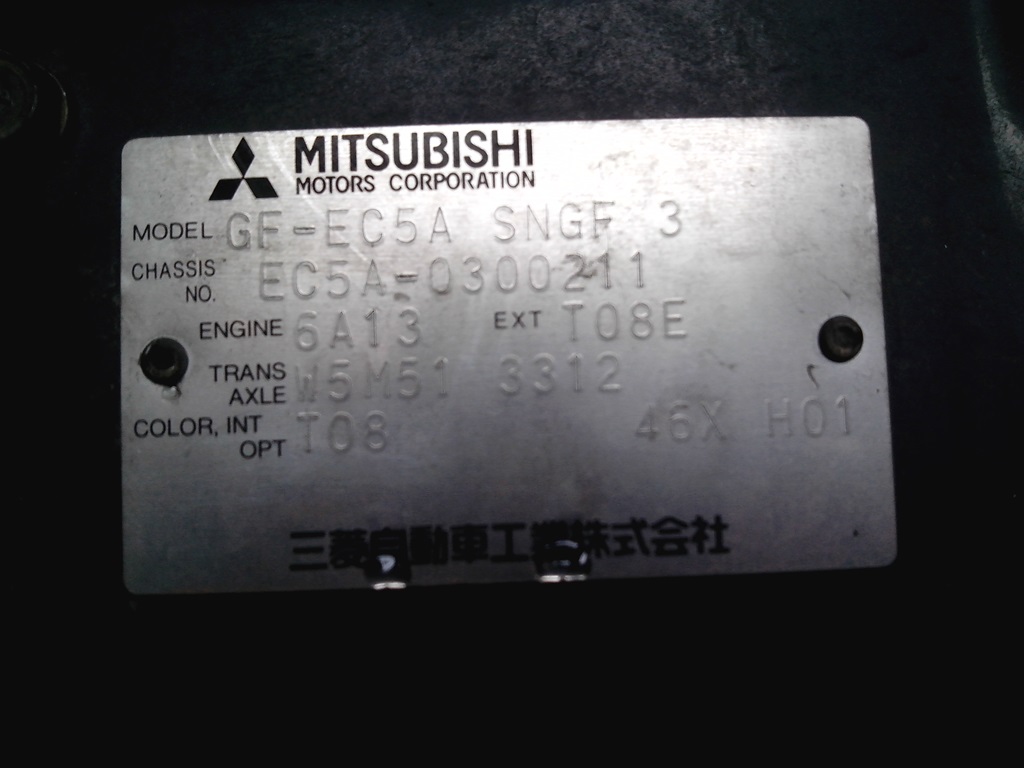 MITSUBISHI
MOTORS CORPORATION
MODEL GF-EC5A SNGF 3
CHASSIS NO. EC5A-0300211
ENGINE 6A13 EXT T08E
TRANS AXLE W5M51 3312
COLOR, INT OPT T08 46X H01
三菱自動車工業株式会社